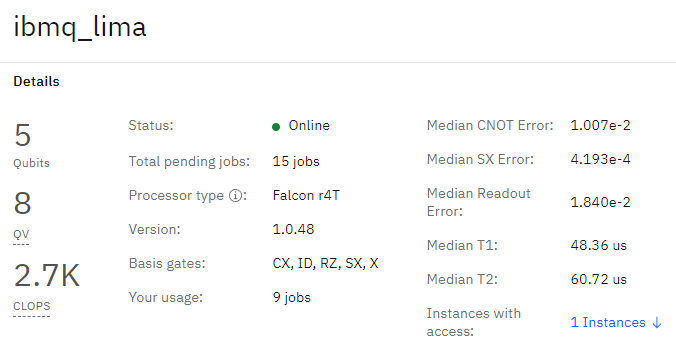 ibmq_lima
Details
5
Qubits
8
QV
2.7K
CLOPS
Status: Online
Total pending jobs: 15 jobs
Processor type ⓘ: Falcon r4T
Version: 1.0.48
Basis gates: CX, ID, RZ, SX, X
Your usage: 9 jobs
Median CNOT Error: 1.007e-2
Median SX Error: 4.193e-4
Median Readout
Error: 1.840e-2
Median T1: 48.36 us
Median T2: 60.72 us
Instances with
access: 1 Instances ↓